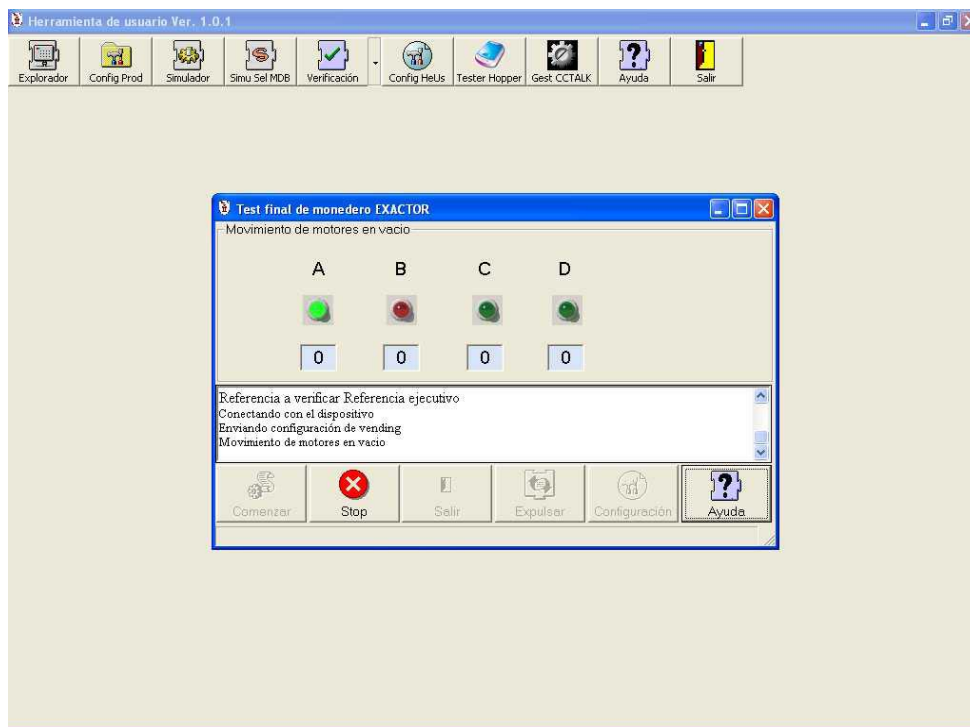 Herramienta de usuario Ver. 1.0.1
Explorador Config Prod Simulador Simu Sel MDB Verificación Config HeUs Tester Hopper Gest CCTALK Ayuda Salir
Test final de monedero EXACTOR
Movimiento de motores en vacio
A B C D
0 0 0 0
Referencia a verificar Referencia ejecutivo
Conectando con el dispositivo
Enviando configuración de vending
Movimiento de motores en vacio
Comenzar Stop Salir Expulsar Configuración Ayuda